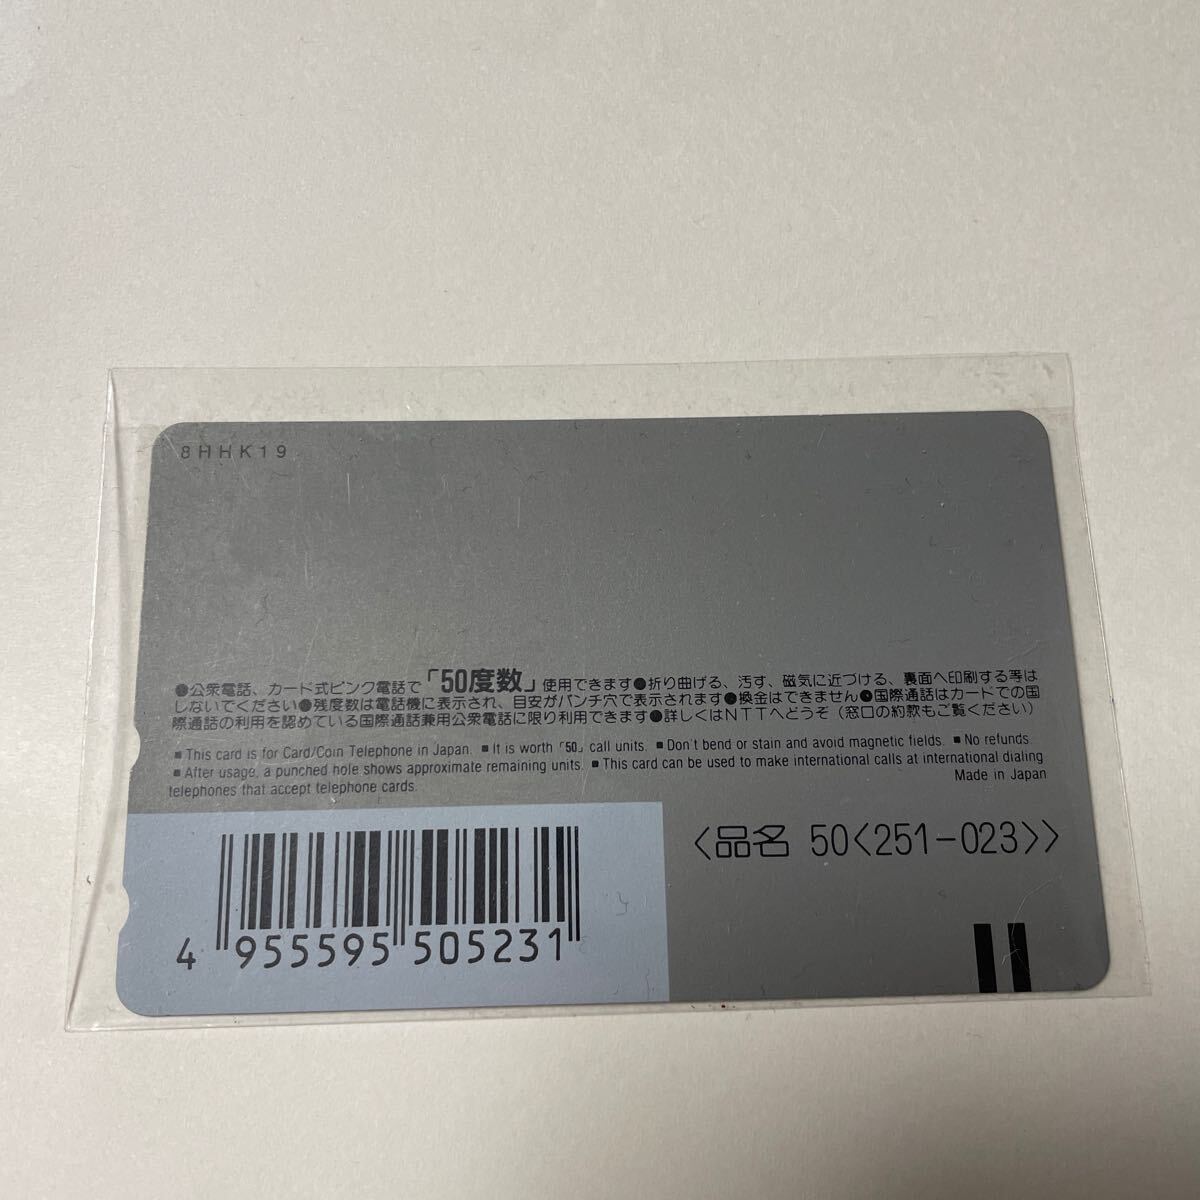 8HHK19
●公衆電話、カード式ピンク電話で「50度数」使用できます●折り曲げる、汚す、磁気に近づける、裏面へ印刷する等は
しないでください●残度数は電話機に表示され、目安がパンチ穴で表示されます●換金はできません●国際通話はカードでの国
際通話の利用を認めている国際通話兼用公衆電話に限り利用できます●詳しくはNTTへどうぞ(窓口の約款もご覧ください)
■ This card is for Card/Coin Telephone in Japan. ■ It is worth「50」call units. ■ Don't bend or stain and avoid magnetic fields. ■ No refunds.
■ After usage, a punched hole shows approximate remaining units. ■ This card can be used to make international calls at international dialing
telephones that accept telephone cards. Made in Japan
〈品名 50〈251-023〉〉
4 955595 505231